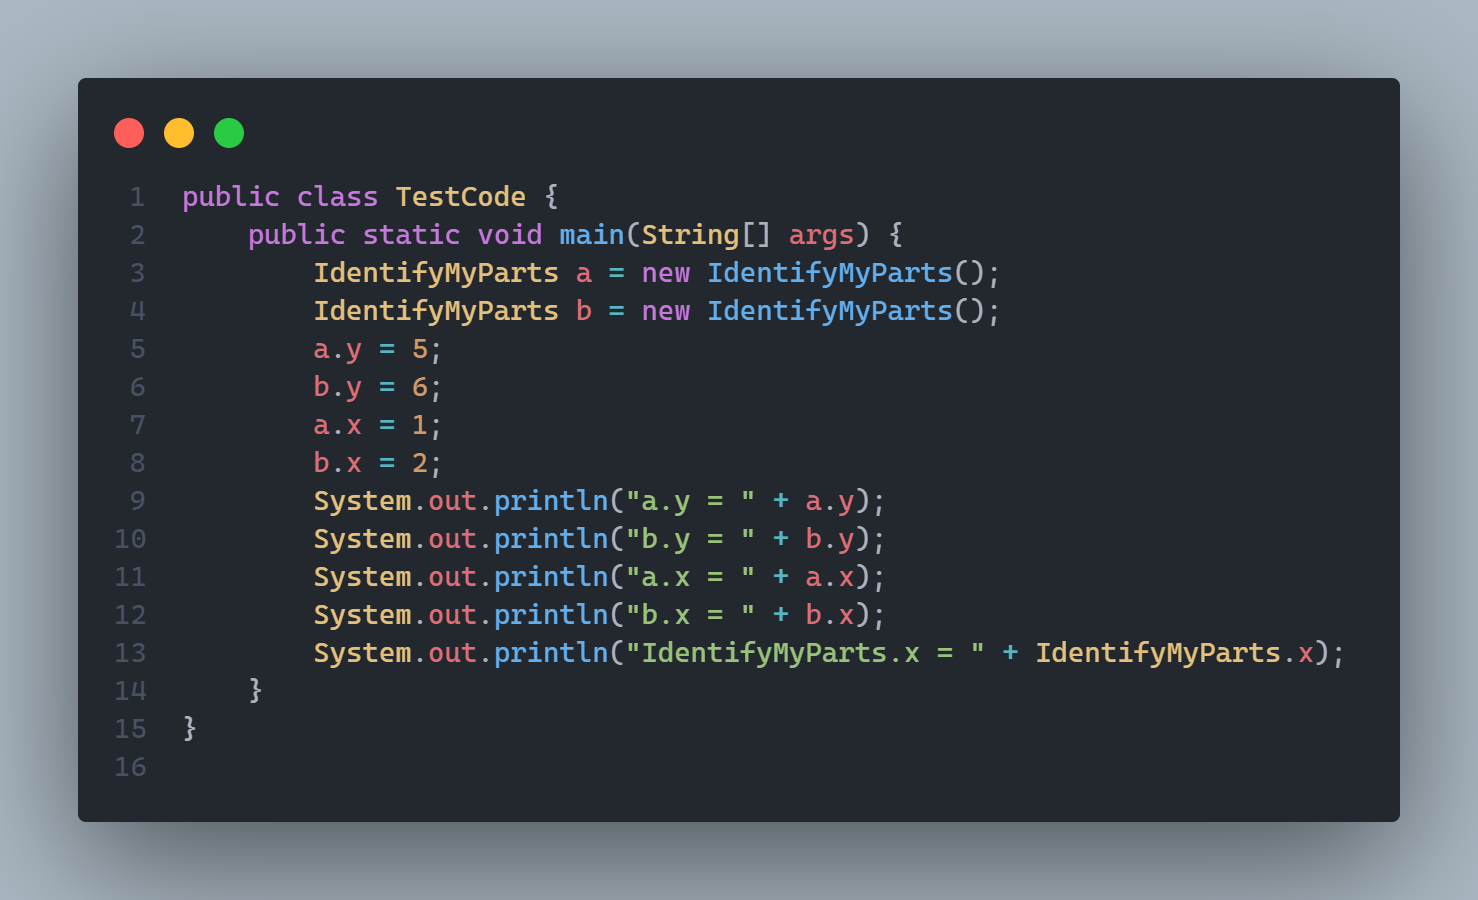 1 public class TestCode {
2     public static void main(String[] args) {
3         IdentifyMyParts a = new IdentifyMyParts();
4         IdentifyMyParts b = new IdentifyMyParts();
5         a.y = 5;
6         b.y = 6;
7         a.x = 1;
8         b.x = 2;
9         System.out.println("a.y = " + a.y);
10         System.out.println("b.y = " + b.y);
11         System.out.println("a.x = " + a.x);
12         System.out.println("b.x = " + b.x);
13         System.out.println("IdentifyMyParts.x = " + IdentifyMyParts.x);
14     }
15 }
16